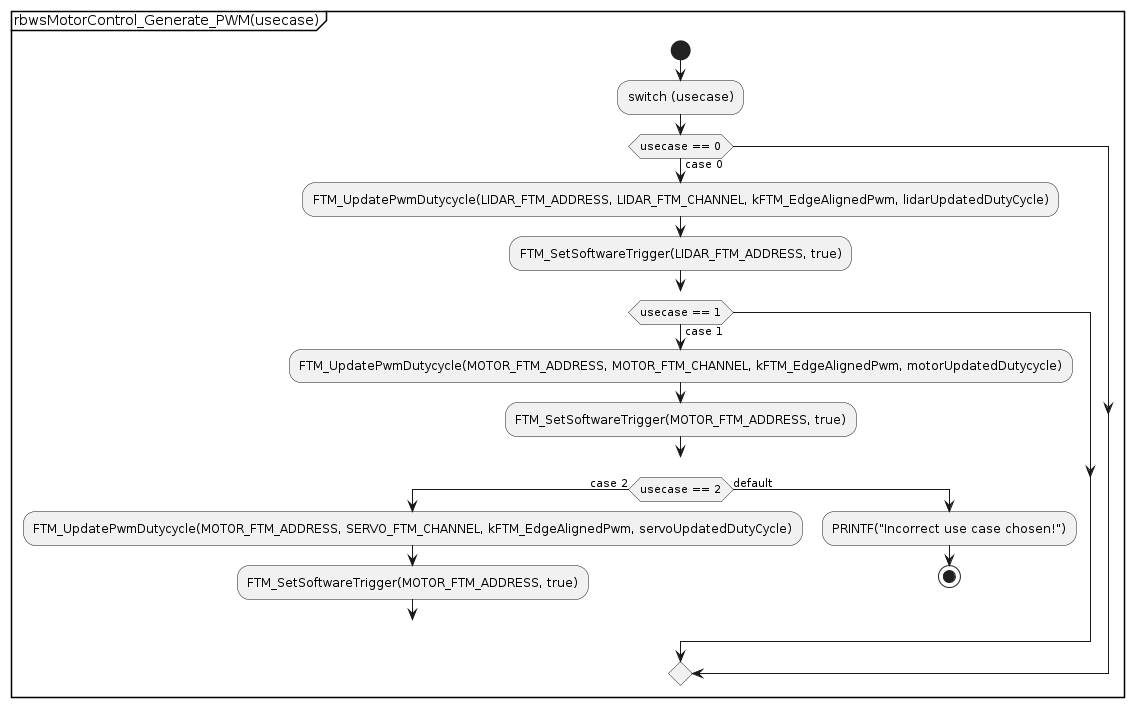 rbwsMotorControl_Generate_PWM(usecase)
switch (usecase)
usecase == 0
case 0
FTM_UpdatePwmDutycycle(LIDAR_FTM_ADDRESS, LIDAR_FTM_CHANNEL, kFTM_EdgeAlignedPwm, lidarUpdatedDutyCycle)
FTM_SetSoftwareTrigger(LIDAR_FTM_ADDRESS, true)
usecase == 1
case 1
FTM_UpdatePwmDutycycle(MOTOR_FTM_ADDRESS, MOTOR_FTM_CHANNEL, kFTM_EdgeAlignedPwm, motorUpdatedDutycycle)
FTM_SetSoftwareTrigger(MOTOR_FTM_ADDRESS, true)
case 2
usecase == 2
default
FTM_UpdatePwmDutycycle(MOTOR_FTM_ADDRESS, SERVO_FTM_CHANNEL, kFTM_EdgeAlignedPwm, servoUpdatedDutyCycle)
PRINTF("Incorrect use case chosen!")
FTM_SetSoftwareTrigger(MOTOR_FTM_ADDRESS, true)